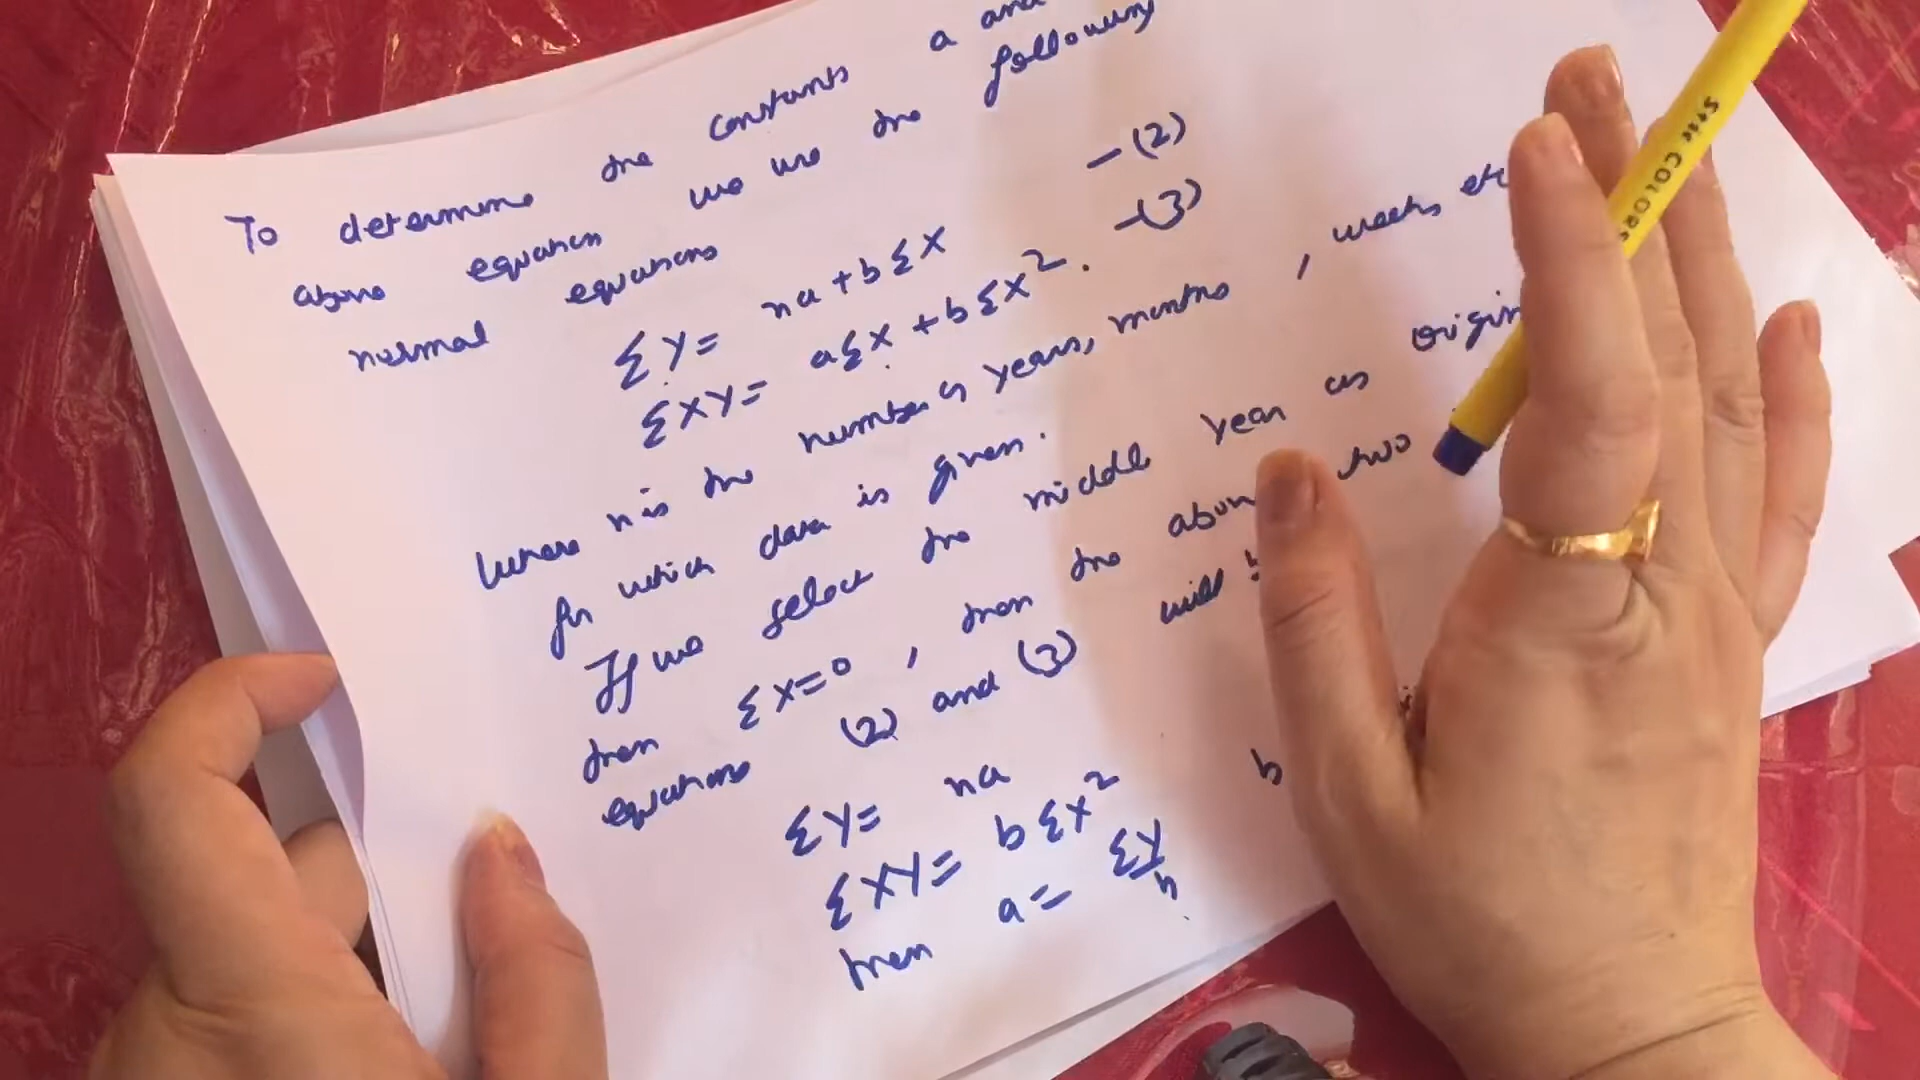 To determine the constants a and
above equation we use the following
normal equations
ΣY= na+bΣX -(2)
ΣXY= aΣX+bΣX². -(3)
Where n is the number of years, months, weeks etc
for which data is given.
If we select the middle year as origin
then ΣX=0, then the above two
equations (2) and (3) will
ΣY= na
ΣXY= bΣX²
then a= ΣY/n b
COLORS